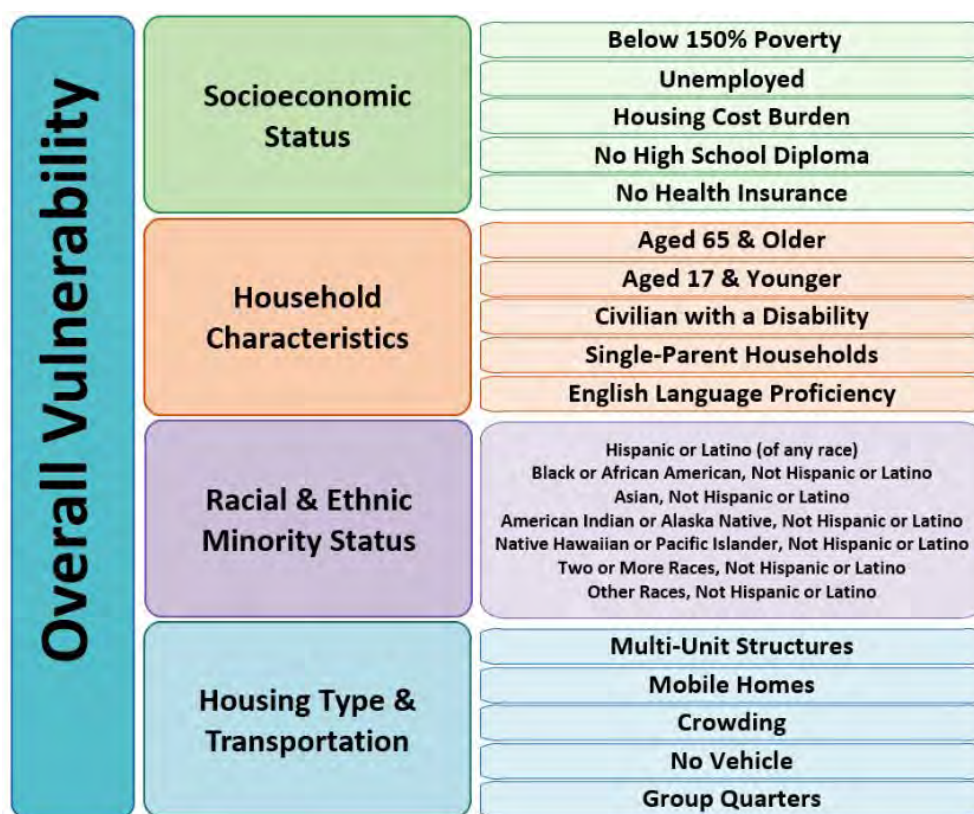 Overall Vulnerability
Socioeconomic
Status
Below 150% Poverty
Unemployed
Housing Cost Burden
No High School Diploma
No Health Insurance
Household
Characteristics
Aged 65 & Older
Aged 17 & Younger
Civilian with a Disability
Single-Parent Households
English Language Proficiency
Racial & Ethnic
Minority Status
Hispanic or Latino (of any race)
Black or African American, Not Hispanic or Latino
Asian, Not Hispanic or Latino
American Indian or Alaska Native, Not Hispanic or Latino
Native Hawaiian or Pacific Islander, Not Hispanic or Latino
Two or More Races, Not Hispanic or Latino
Other Races, Not Hispanic or Latino
Housing Type &
Transportation
Multi-Unit Structures
Mobile Homes
Crowding
No Vehicle
Group Quarters